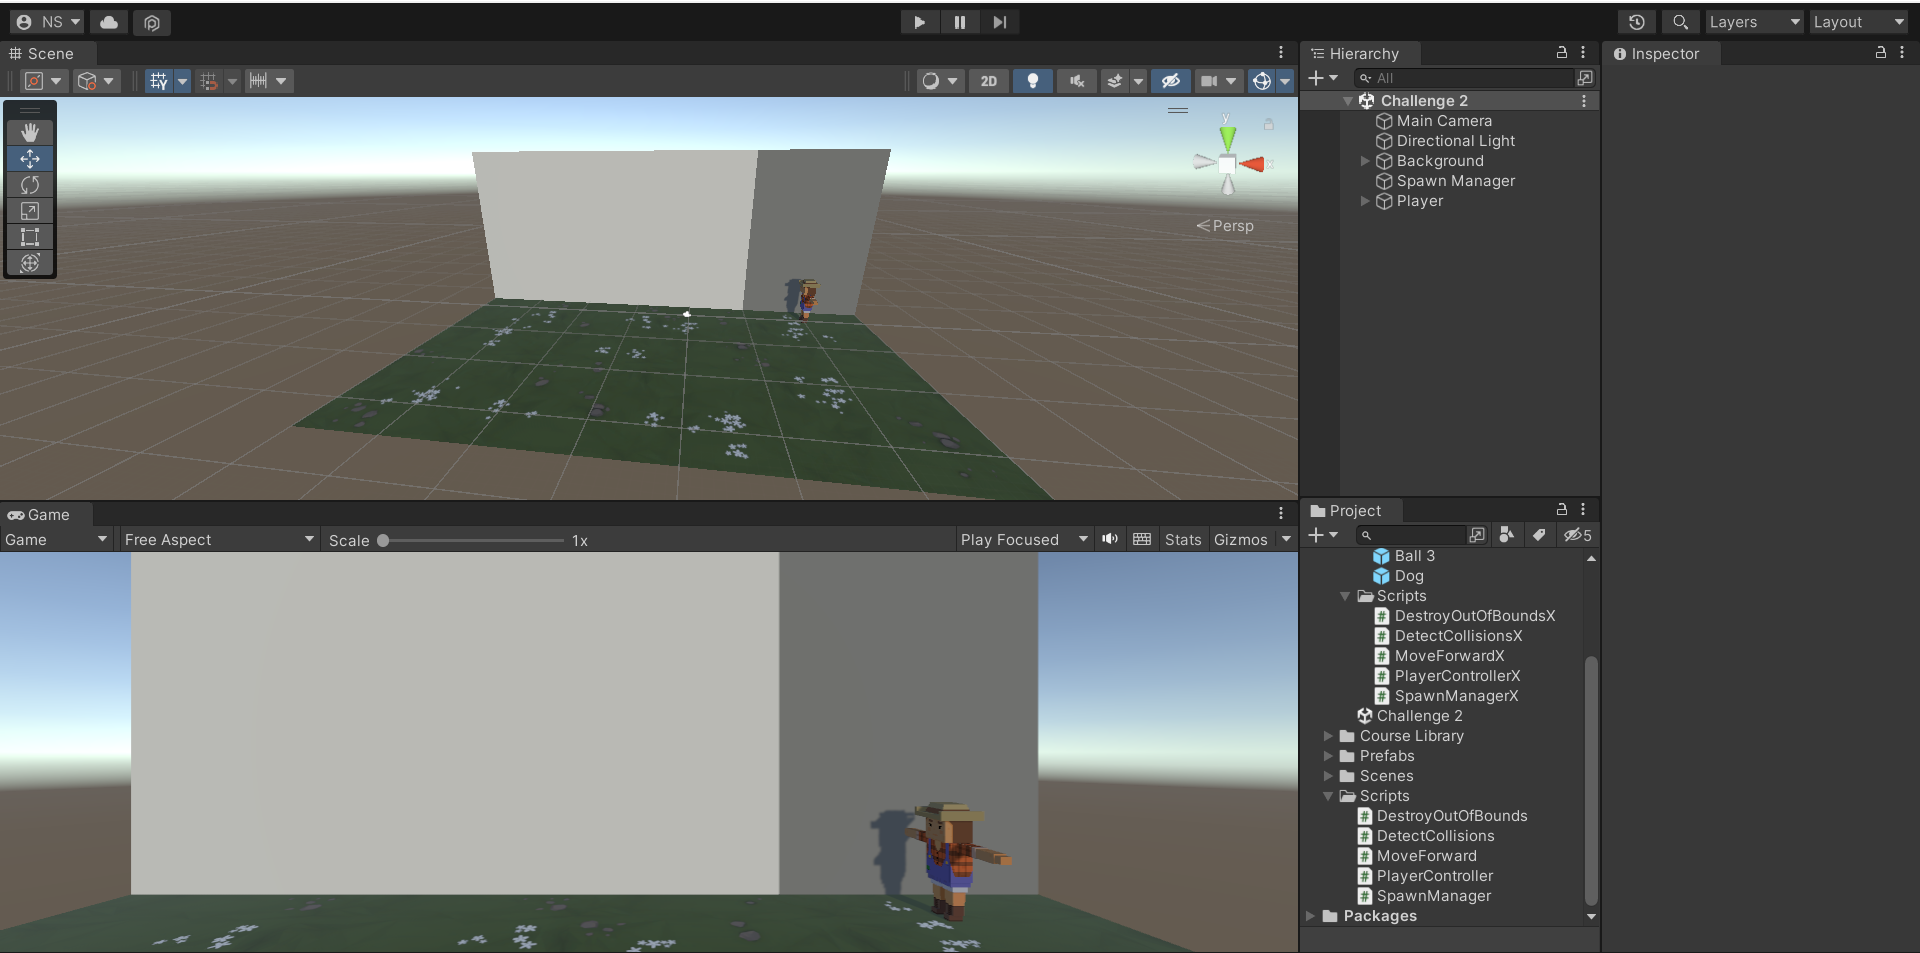 NS
Layers
Layout
Scene
2D
y
x
Persp
Game
Game
Free Aspect
Scale
1x
Play Focused
Stats
Gizmos
Hierarchy
All
Challenge 2
Main Camera
Directional Light
Background
Spawn Manager
Player
Project
5
Ball 3
Dog
Scripts
DestroyOutOfBoundsX
DetectCollisionsX
MoveForwardX
PlayerControllerX
SpawnManagerX
Challenge 2
Course Library
Prefabs
Scenes
Scripts
DestroyOutOfBounds
DetectCollisions
MoveForward
PlayerController
SpawnManager
Packages
Inspector